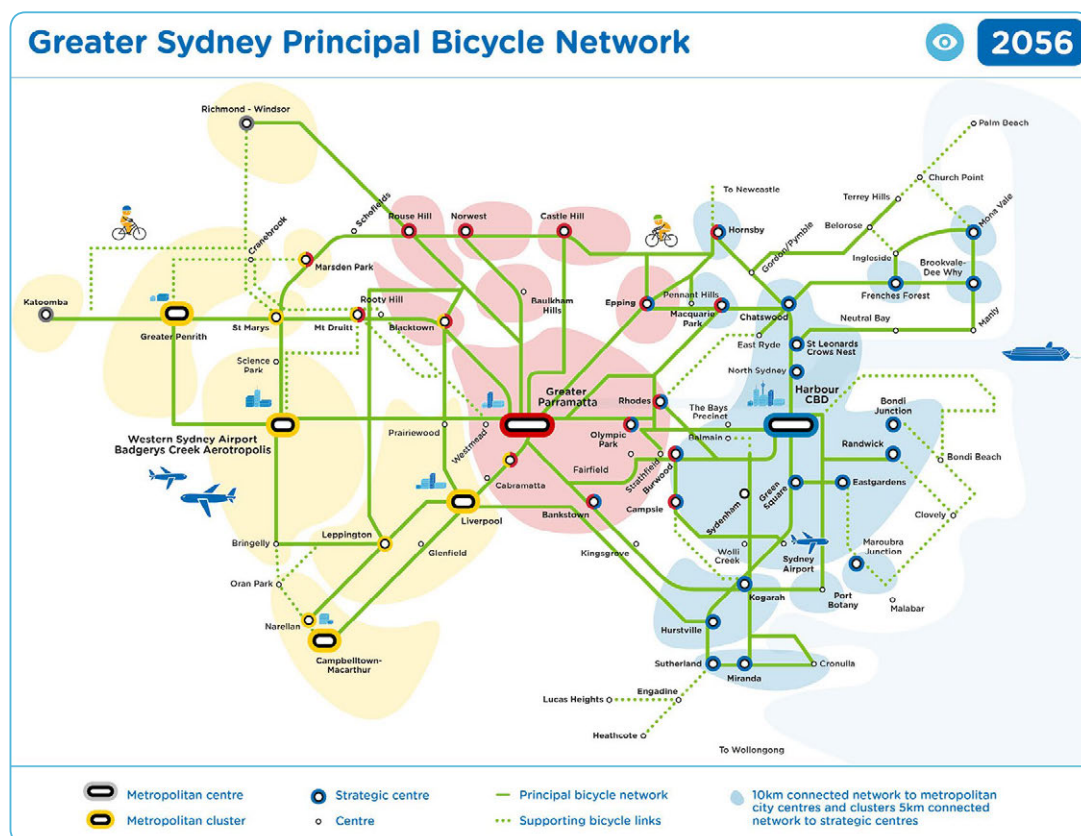 Greater Sydney Principal Bicycle Network
2056
Richmond - Windsor
Palm Beach
Church Point
To Newcastle
Terrey Hills
Schofields
Rouse Hill
Norwest
Castle Hill
Hornsby
Belorose
Mona Vale
Cranebrook
Gordon/Pymble
Ingleside
Brookvale-
Dee Why
Marsden Park
Rooty Hill
Baulkham
Hills
Epping
Pennant Hills
Macquarie
Park
Chatswood
Frenches Forest
Katoomba
Greater Penrith
St Marys
Mt Druitt
Blacktown
Neutral Bay
Manly
East Ryde
St Leonards
Crows Nest
Science
Park
North Sydney
Greater
Parramatta
Rhodes
Harbour
CBD
The Bays
Precinct
Bondi
Junction
Western Sydney Airport
Badgerys Creek Aerotropolis
Prairiewood
Westmead
Olympic
Park
Balmain
Randwick
Strathfield
Burwood
Bondi Beach
Fairfield
Cabramatta
Green
Square
Eastgardens
Liverpool
Bankstown
Campsie
Sydenham
Clovely
Leppington
Bringelly
Glenfield
Kingsgrove
Wolli
Creek
Sydney
Airport
Maroubra
Junction
Oran Park
Kogarah
Port
Botany
Malabar
Narellan
Hurstville
Campbelltown-
Macarthur
Sutherland
Miranda
Cronulla
Lucas Heights
Engadine
Heathcote
To Wollongong
Metropolitan centre
Metropolitan cluster
Strategic centre
Centre
Principal bicycle network
Supporting bicycle links
10km connected network to metropolitan
city centres and clusters 5km connected
network to strategic centres